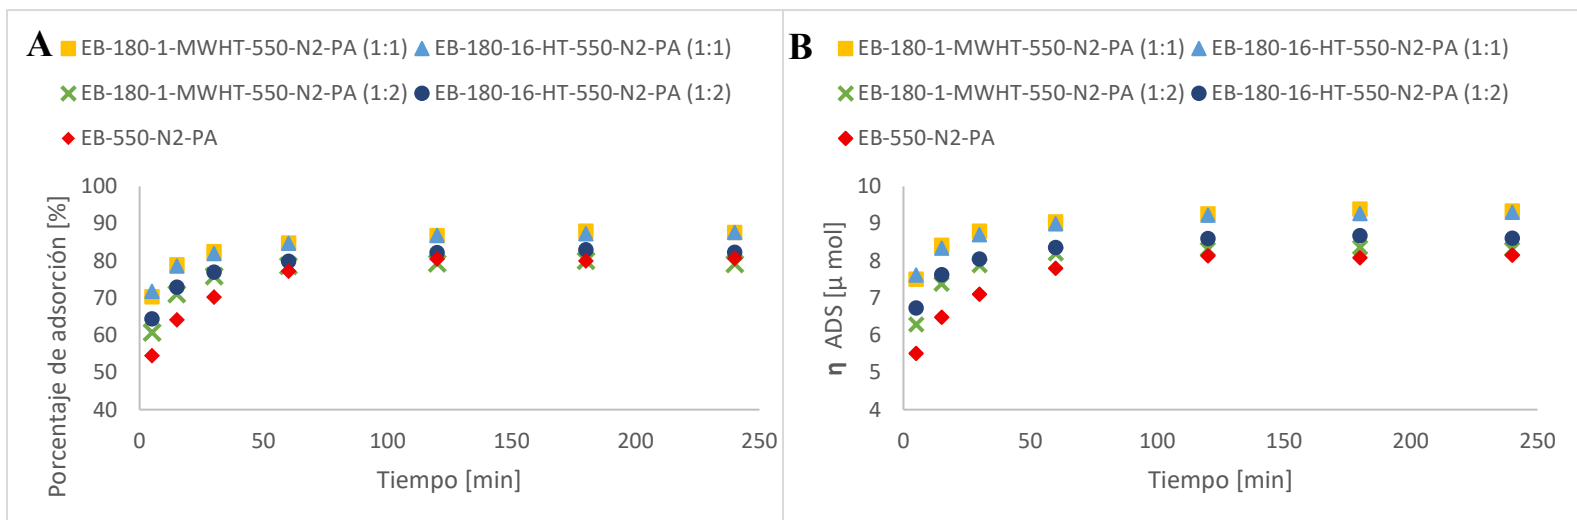 A
EB-180-1-MWHT-550-N2-PA (1:1) EB-180-16-HT-550-N2-PA (1:1)
EB-180-1-MWHT-550-N2-PA (1:2) EB-180-16-HT-550-N2-PA (1:2)
EB-550-N2-PA
Porcentaje de adsorción [%]
100
90
80
70
60
50
40
0 50 100 150 200 250
Tiempo [min]
B
EB-180-1-MWHT-550-N2-PA (1:1) EB-180-16-HT-550-N2-PA (1:1)
EB-180-1-MWHT-550-N2-PA (1:2) EB-180-16-HT-550-N2-PA (1:2)
EB-550-N2-PA
η ADS [µ mol)
10
9
8
7
6
5
4
0 50 100 150 200 250
Tiempo [min]